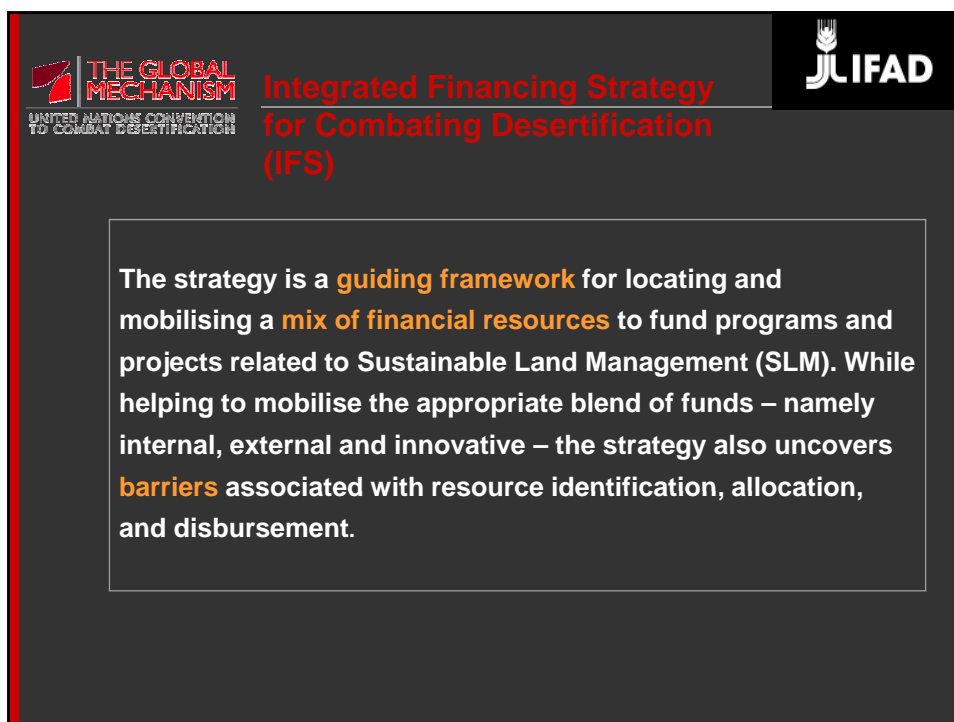 THE GLOBAL
MECHANISM
UNITED NATIONS CONVENTION
TO COMBAT DESERTIFICATION
IFAD
Integrated Financing Strategy
for Combating Desertification
(IFS)
The strategy is a guiding framework for locating and
mobilising a mix of financial resources to fund programs and
projects related to Sustainable Land Management (SLM). While
helping to mobilise the appropriate blend of funds – namely
internal, external and innovative – the strategy also uncovers
barriers associated with resource identification, allocation,
and disbursement.